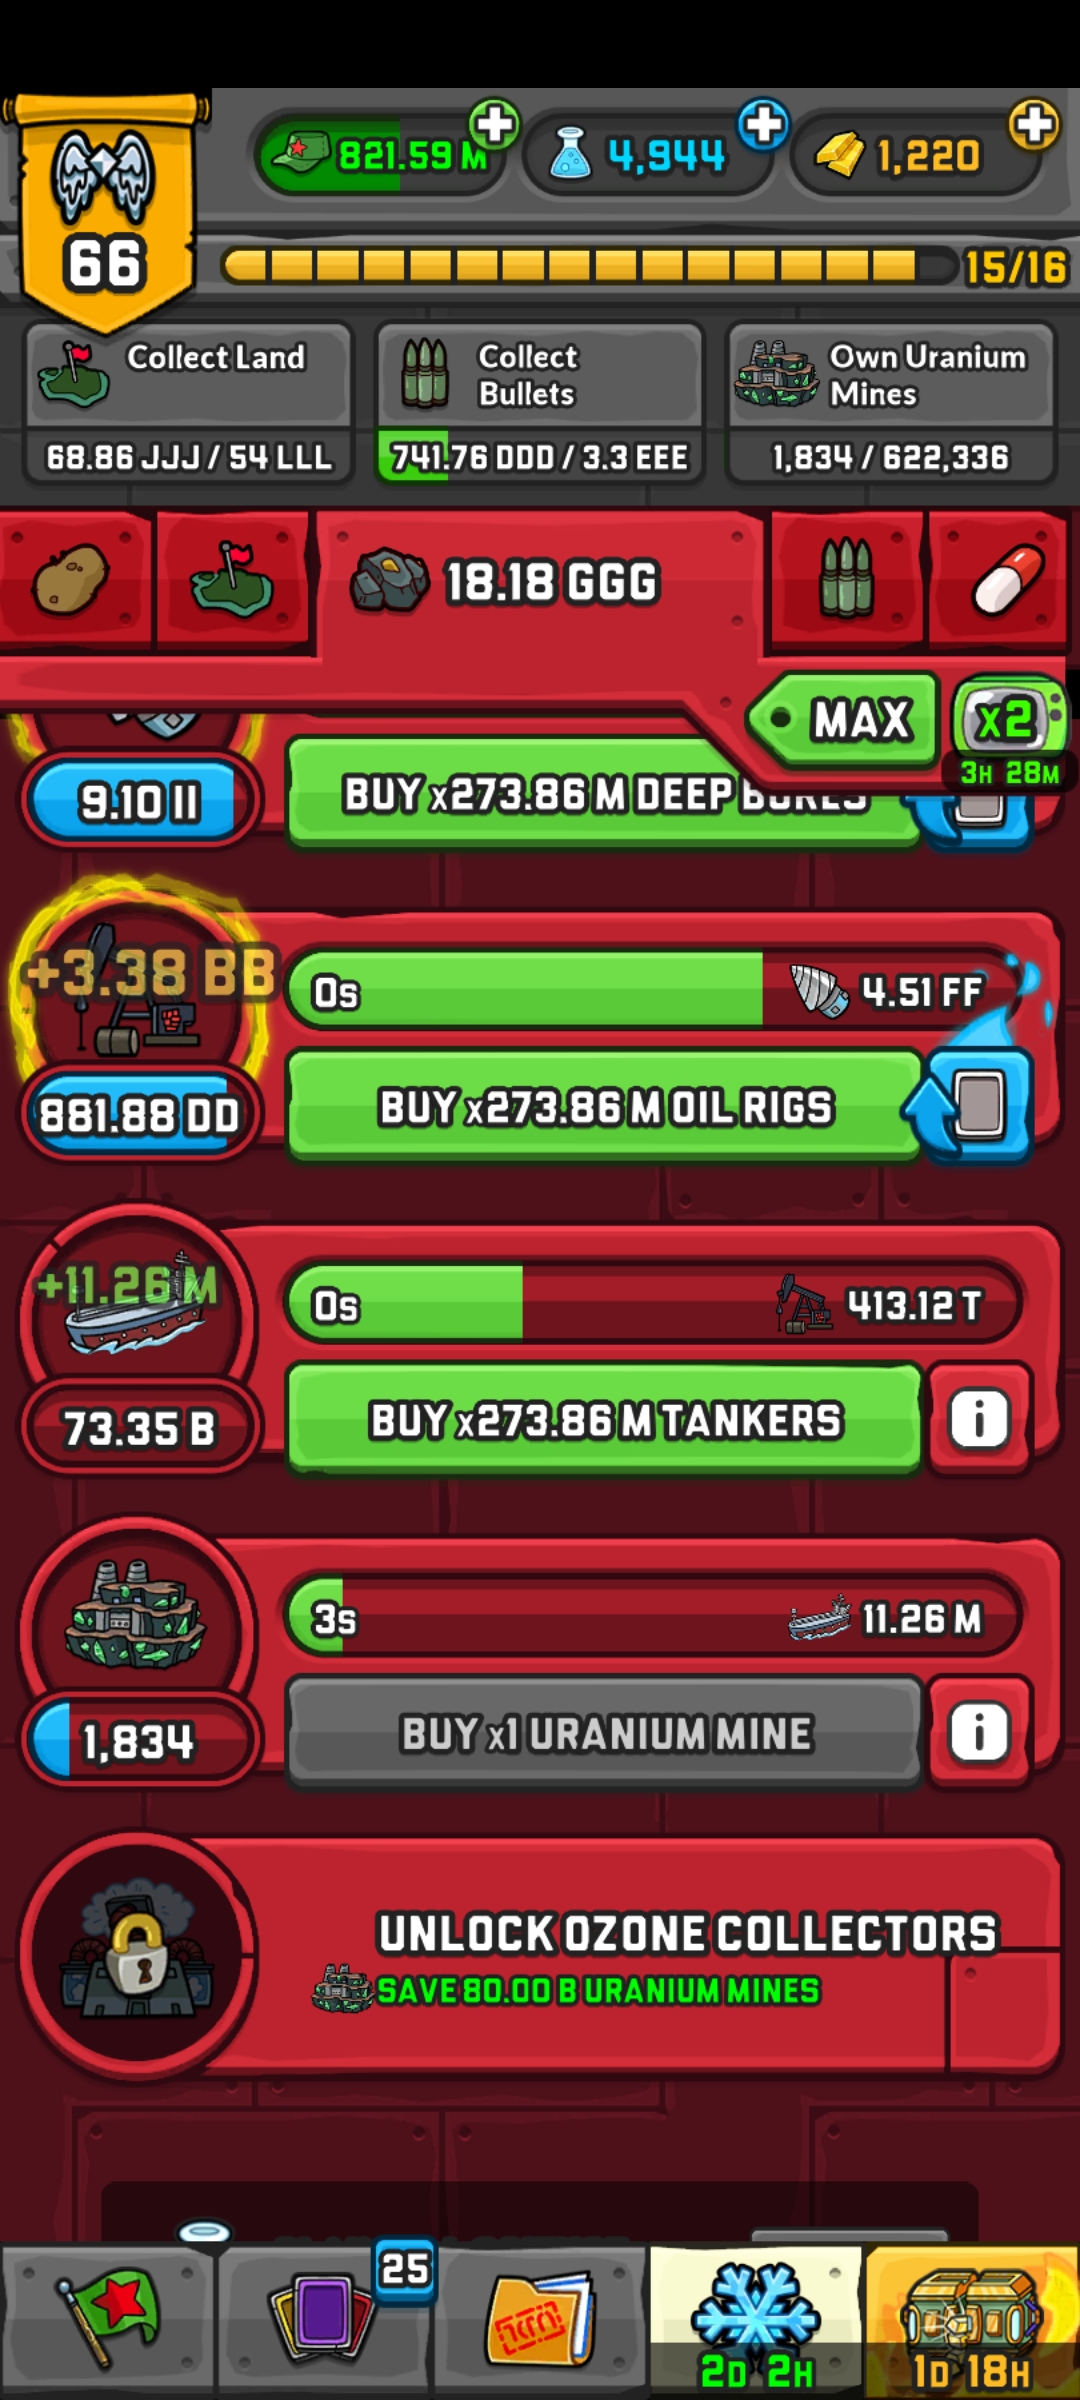 66
821.59 M
4,944
1,220
15/16
Collect Land
68.86 JJJ / 54 LLL
Collect
Bullets
741.76 DDD / 3.3 EEE
Own Uranium
Mines
1,834 / 622,336
18.18 GGG
MAX
x2
3H 28M
9.10 II
BUY x273.86 M DEEP BORES
+3.38 BB
0s
4.51 FF
881.88 DD
BUY x273.86 M OIL RIGS
+11.26 M
0s
413.12 T
73.35 B
BUY x273.86 M TANKERS
i
3s
11.26 M
1,834
BUY x1 URANIUM MINE
i
UNLOCK OZONE COLLECTORS
SAVE 80.00 B URANIUM MINES
25
2D 2H
1D 18H